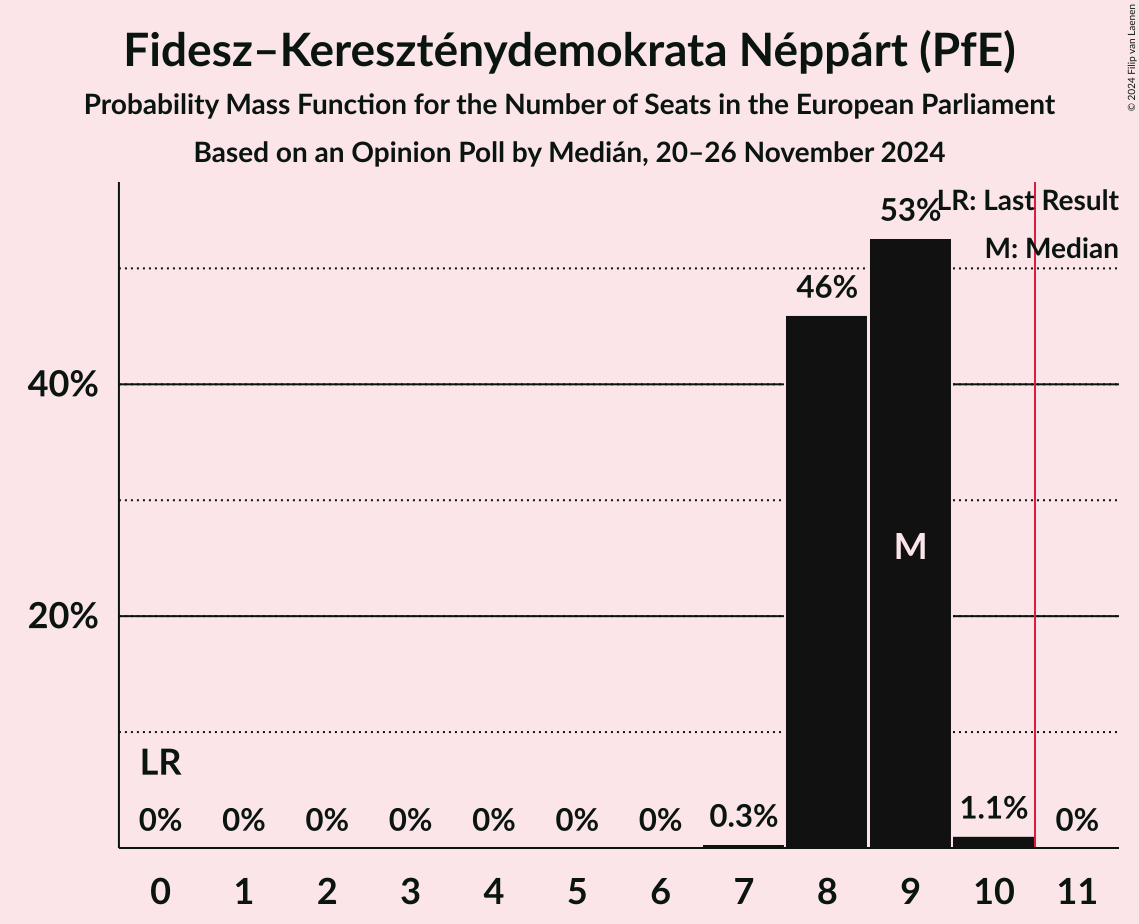 Fidesz–Kereszténydemokrata Néppárt (PfE)
Probability Mass Function for the Number of Seats in the European Parliament
Based on an Opinion Poll by Medián, 20–26 November 2024
© 2024 Filip van Laenen
LR: Last Result
M: Median
53%
46%
40%
M
20%
LR
0% 0% 0% 0% 0% 0% 0% 0.3% 1.1% 0%
0 1 2 3 4 5 6 7 8 9 10 11